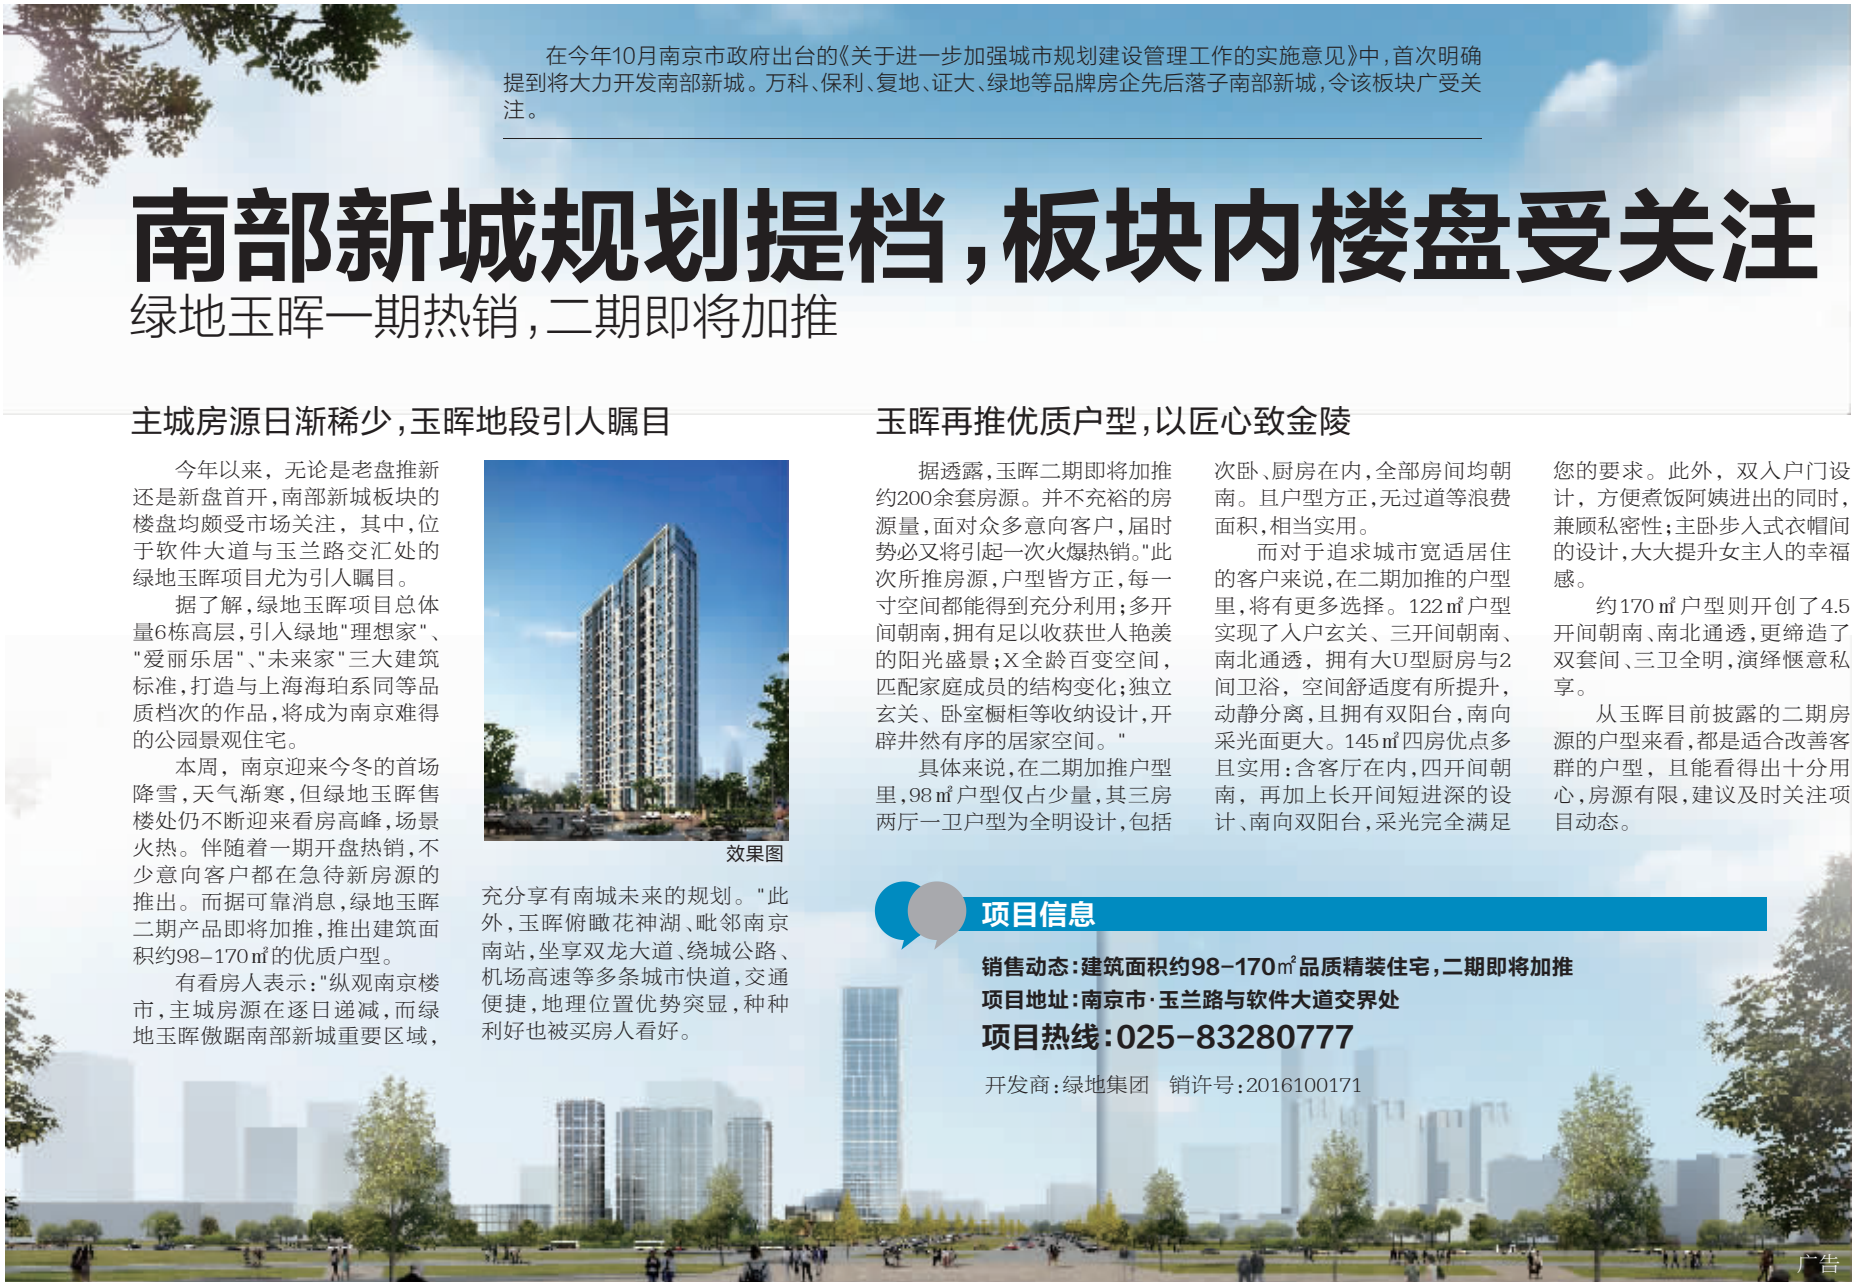 在今年10月南京市政府出台的《关于进一步加强城市规划建设管理工作的实施意见》中，首次明确
提到将大力开发南部新城。万科、保利、复地、证大、绿地等品牌房企先后落子南部新城，令该板块广受关
注。
南部新城规划提档，板块内楼盘受关注
绿地玉晖一期热销，二期即将加推
主城房源日渐稀少，玉晖地段引人瞩目
今年以来，无论是老盘推新
还是新盘首开，南部新城板块的
楼盘均颇受市场关注，其中，位
于软件大道与玉兰路交汇处的
绿地玉晖项目尤为引人瞩目。
据了解，绿地玉晖项目总体
量6栋高层，引入绿地"理想家"、
"爱丽乐居"、"未来家"三大建筑
标准，打造与上海海珀系同等品
质档次的作品，将成为南京难得
的公园景观住宅。
本周，南京迎来今冬的首场
降雪，天气渐寒，但绿地玉晖售
楼处仍不断迎来看房高峰，场景
火热。伴随着一期开盘热销，不
少意向客户都在急待新房源的
推出。而据可靠消息，绿地玉晖
二期产品即将加推，推出建筑面
积约98-170㎡的优质户型。
有看房人表示："纵观南京楼
市，主城房源在逐日递减，而绿
地玉晖傲踞南部新城重要区域，
效果图
充分享有南城未来的规划。"此
外，玉晖俯瞰花神湖、毗邻南京
南站，坐享双龙大道、绕城公路、
机场高速等多条城市快道，交通
便捷，地理位置优势突显，种种
利好也被买房人看好。
玉晖再推优质户型，以匠心致金陵
据透露，玉晖二期即将加推
约200余套房源。并不充裕的房
源量，面对众多意向客户，届时
势必又将引起一次火爆热销。"此
次所推房源，户型皆方正，每一
寸空间都能得到充分利用；多开
间朝南，拥有足以收获世人艳羡
的阳光盛景；X全龄百变空间，
匹配家庭成员的结构变化；独立
玄关、卧室橱柜等收纳设计，开
辟井然有序的居家空间。"
具体来说，在二期加推户型
里，98㎡户型仅占少量，其三房
两厅一卫户型为全明设计，包括
次卧、厨房在内，全部房间均朝
南。且户型方正，无过道等浪费
面积，相当实用。
而对于追求城市宽适居住
的客户来说，在二期加推的户型
里，将有更多选择。122㎡户型
实现了入户玄关、三开间朝南、
南北通透，拥有大U型厨房与2
间卫浴，空间舒适度有所提升，
动静分离，且拥有双阳台，南向
采光面更大。145㎡四房优点多
且实用：含客厅在内，四开间朝
南，再加上长开间短进深的设
计、南向双阳台，采光完全满足
您的要求。此外，双入户门设
计，方便煮饭阿姨进出的同时，
兼顾私密性；主卧步入式衣帽间
的设计，大大提升女主人的幸福
感。
约170㎡户型则开创了4.5
开间朝南、南北通透，更缔造了
双套间、三卫全明，演绎惬意私
享。
从玉晖目前披露的二期房
源的户型来看，都是适合改善客
群的户型，且能看得出十分用
心，房源有限，建议及时关注项
目动态。
项目信息
销售动态：建筑面积约98-170㎡品质精装住宅，二期即将加推
项目地址：南京市·玉兰路与软件大道交界处
项目热线：025-83280777
开发商：绿地集团 销许号：2016100171
广告